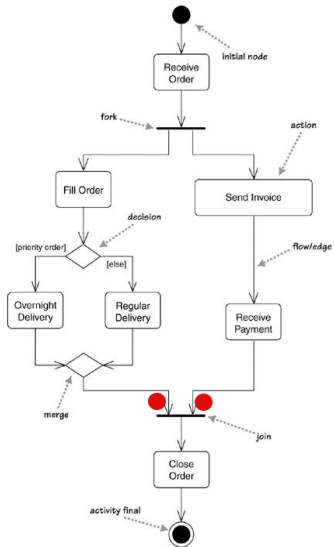 initial node
Receive
Order
fork
action
Fill Order
Send Invoice
decision
[priority order]
[else]
flow/edge
Overnight
Delivery
Regular
Delivery
Receive
Payment
merge
join
Close
Order
activity final